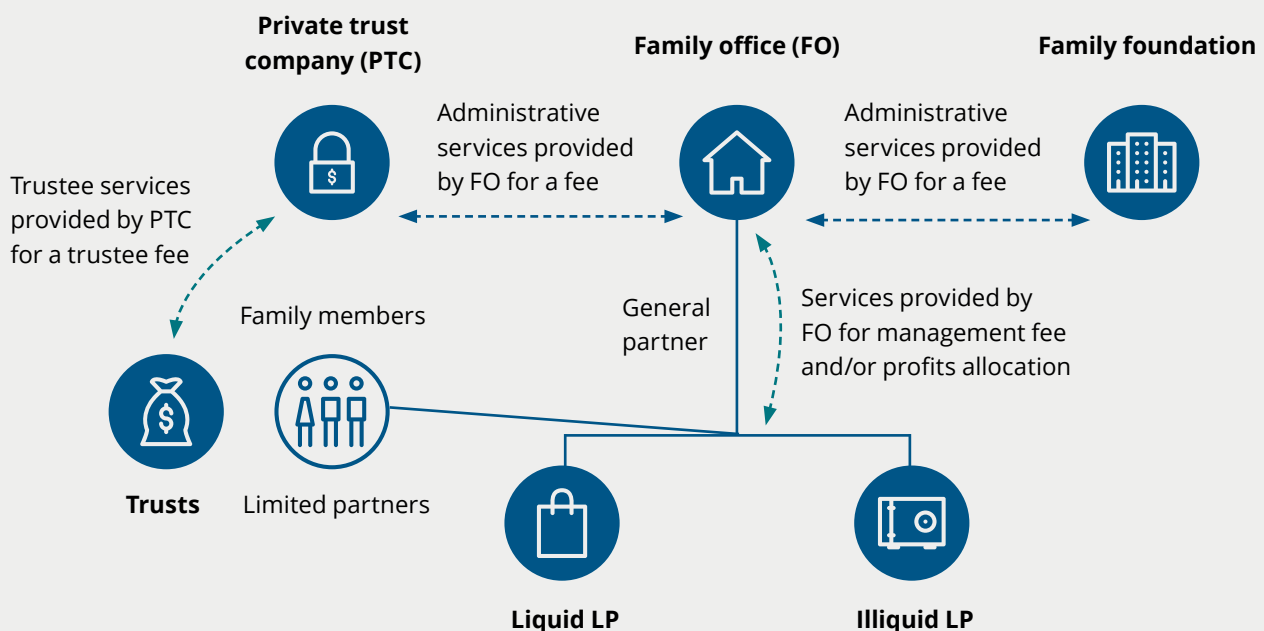 Private trust
company (PTC)
Family office (FO)
Family foundation
Administrative
services provided
by FO for a fee
Administrative
services provided
by FO for a fee
$
Trustee services
provided by PTC
for a trustee fee
Family members
General
partner
Services provided by
FO for management fee
and/or profits allocation
$
Trusts
Limited partners
Liquid LP
Illiquid LP